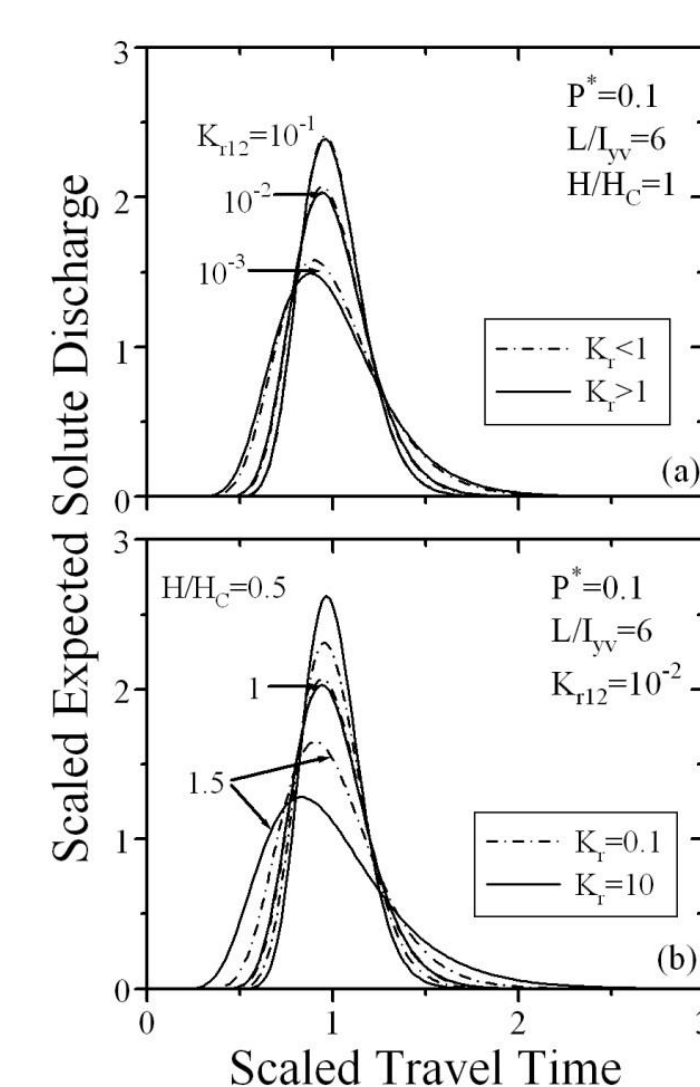 Scaled Expected Solute Discharge
3
2
1
0
K_r12=10^-1
10^-2
10^-3
P*=0.1
L/I_yv=6
H/H_C=1
K_r<1
K_r>1
(a)
3
2
1
0
H/H_C=0.5
1
1.5
P*=0.1
L/I_yv=6
K_r12=10^-2
K_r=0.1
K_r=10
(b)
0
1
2
Scaled Travel Time